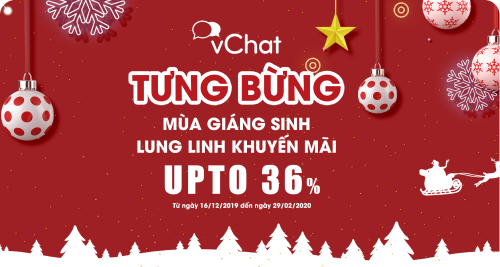 vChat
TƯNG BỪNG
MÙA GIÁNG SINH
LUNG LINH KHUYẾN MÃI
UPTO 36%
Từ ngày 16/12/2019 đến ngày 29/02/2020